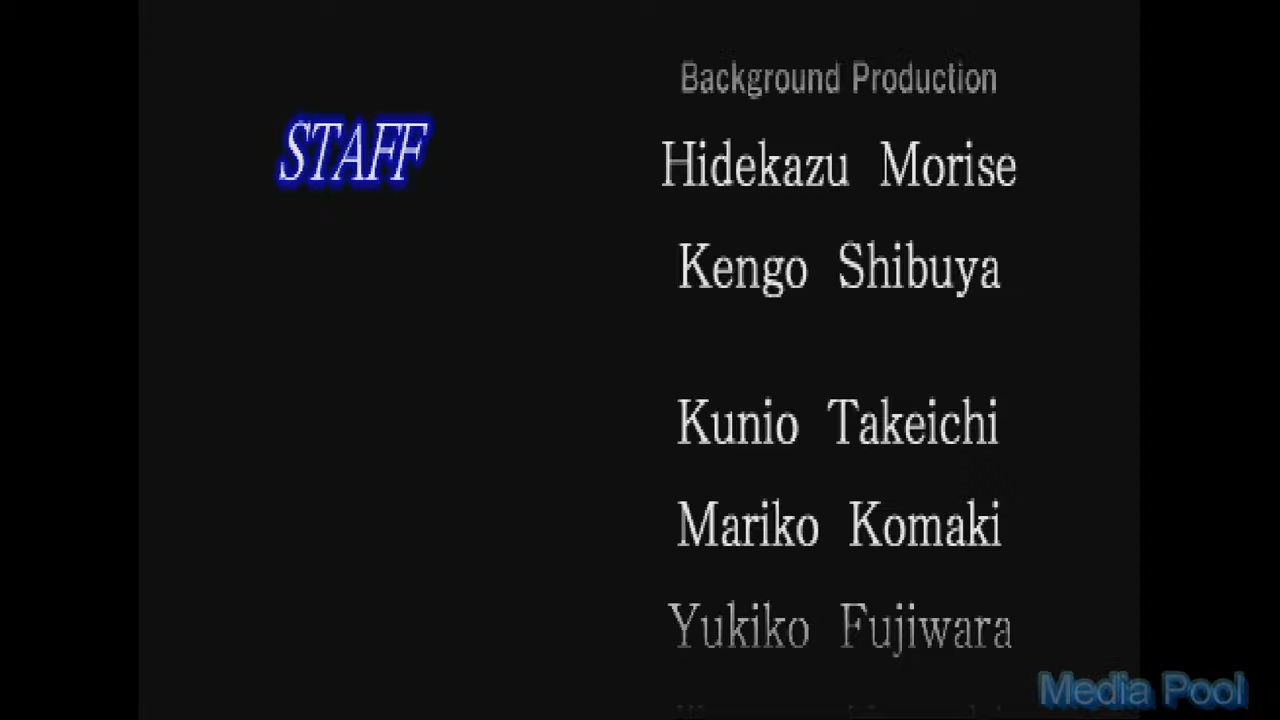 Background Production
STAFF
Hidekazu Morise
Kengo Shibuya
Kunio Takeichi
Mariko Komaki
Yukiko Fujiwara
Media Pool